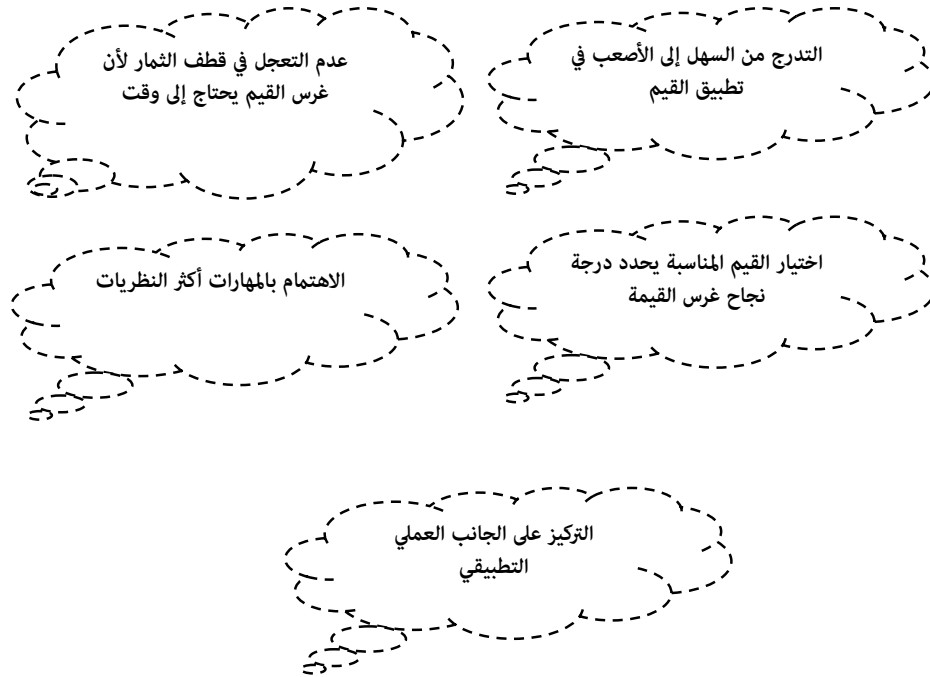 التدرج من السهل إلى الأصعب في
تطبيق القيم
عدم التعجل في قطف الثمار لأن
غرس القيم يحتاج إلى وقت
اختيار القيم المناسبة يحدد درجة
نجاح غرس القيمة
الاهتمام بالمهارات أكثر النظريات
التركيز على الجانب العملي
التطبيقي